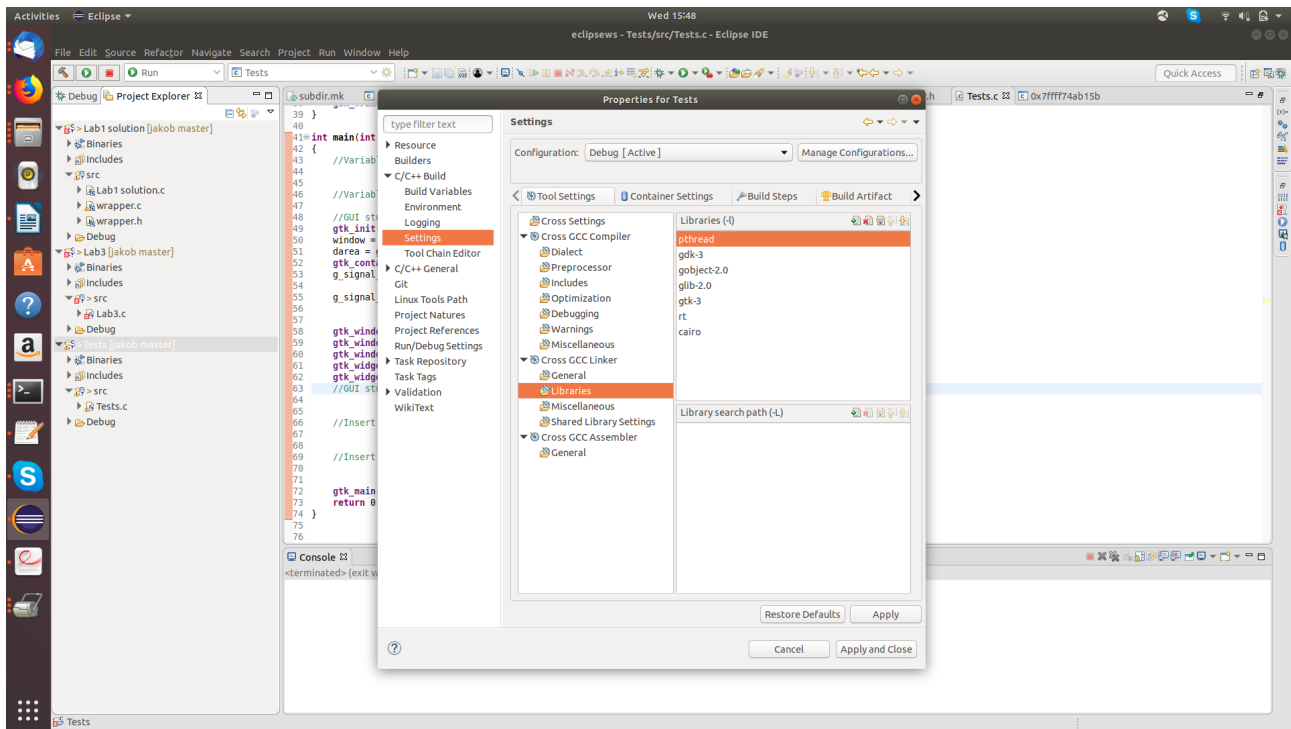 Activities Eclipse Wed 15:48
eclipsews - Tests/src/Tests.c - Eclipse IDE
File Edit Source Refactor Navigate Search Project Run Window Help
Run Tests Quick Access
Debug Project Explorer
> Lab1 solution [jakob master]
Binaries
Includes
src
Lab1 solution.c
wrapper.c
wrapper.h
Debug
> Lab3 [jakob master]
Binaries
Includes
> src
Lab3.c
Debug
> Tests [jakob master]
Binaries
Includes
> src
Tests.c
Debug
subdir.mk .h Tests.c 0x7ffff74ab15b
39 }
40
41 int main(int
42 {
43 //Variab
44
45
46 //Variab
47
48 //GUI stu
49 gtk_init
50 window =
51 darea = g
52 gtk_conta
53 g_signal_
54
55 g_signal_
56
57
58 gtk_windo
59 gtk_windo
60 gtk_windo
61 gtk_widge
62 gtk_widge
63 //GUI stu
64
65
66 //Insert
67
68
69 //Insert
70
71
72 gtk_main
73 return 0
74 }
75
76
Console
<terminated> (exit va
Properties for Tests
type filter text
Resource
Builders
C/C++ Build
Build Variables
Environment
Logging
Settings
Tool Chain Editor
C/C++ General
Git
Linux Tools Path
Project Natures
Project References
Run/Debug Settings
Task Repository
Task Tags
Validation
WikiText
Settings
Configuration: Debug [ Active ] Manage Configurations...
Tool Settings Container Settings Build Steps Build Artifact
Cross Settings
Cross GCC Compiler
Dialect
Preprocessor
Includes
Optimization
Debugging
Warnings
Miscellaneous
Cross GCC Linker
General
Libraries
Miscellaneous
Shared Library Settings
Cross GCC Assembler
General
Libraries (-l)
pthread
gdk-3
gobject-2.0
glib-2.0
gtk-3
rt
cairo
Library search path (-L)
Restore Defaults Apply
Cancel Apply and Close
Tests